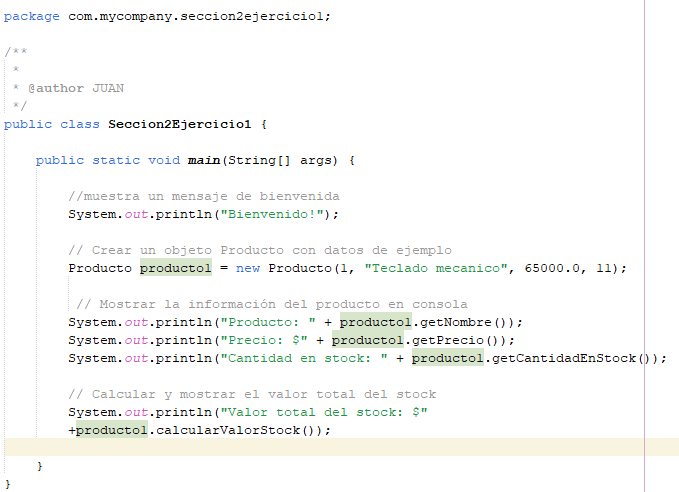 package com.mycompany.seccion2ejercicio1;
/**
*
* @author JUAN
*/
public class Seccion2Ejercicio1 {
public static void main(String[] args) {
//muestra un mensaje de bienvenida
System.out.println("Bienvenido!");
// Crear un objeto Producto con datos de ejemplo
Producto producto1 = new Producto(1, "Teclado mecanico", 65000.0, 11);
// Mostrar la información del producto en consola
System.out.println("Producto: " + producto1.getNombre());
System.out.println("Precio: $" + producto1.getPrecio());
System.out.println("Cantidad en stock: " + producto1.getCantidadEnStock());
// Calcular y mostrar el valor total del stock
System.out.println("Valor total del stock: $"
+producto1.calcularValorStock());
}
}